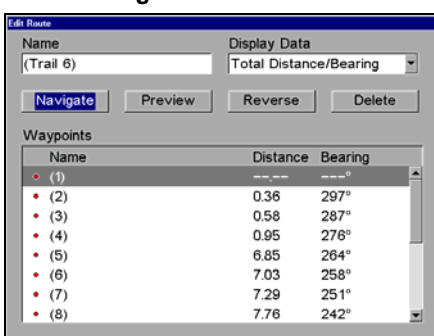 Edit Route
Name Display Data
(Trail 6) Total Distance/Bearing
Navigate Preview Reverse Delete
Waypoints
Name Distance Bearing
(1) --.-- ---°
(2) 0.36 297°
(3) 0.58 287°
(4) 0.95 276°
(5) 6.85 264°
(6) 7.03 258°
(7) 7.29 251°
(8) 7.76 242°